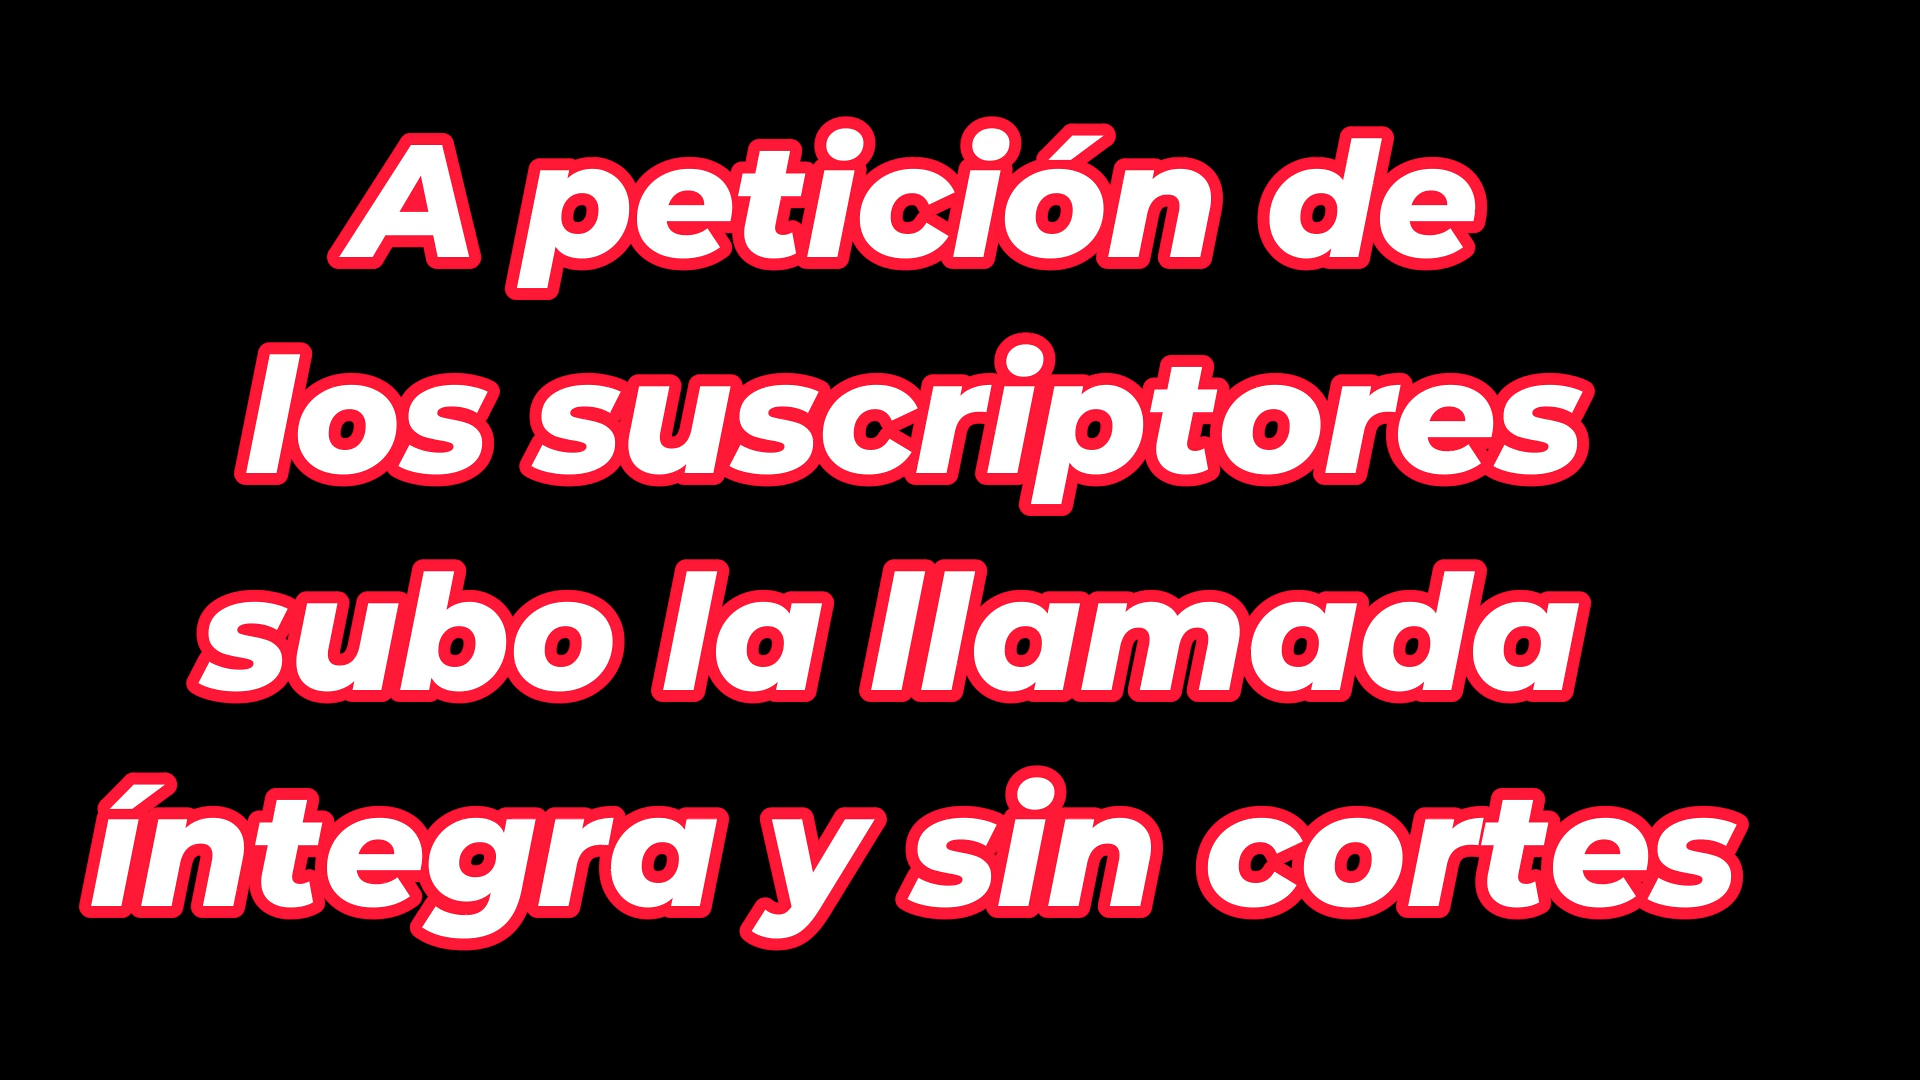 A petición de
los suscriptores
subo la llamada
íntegra y sin cortes